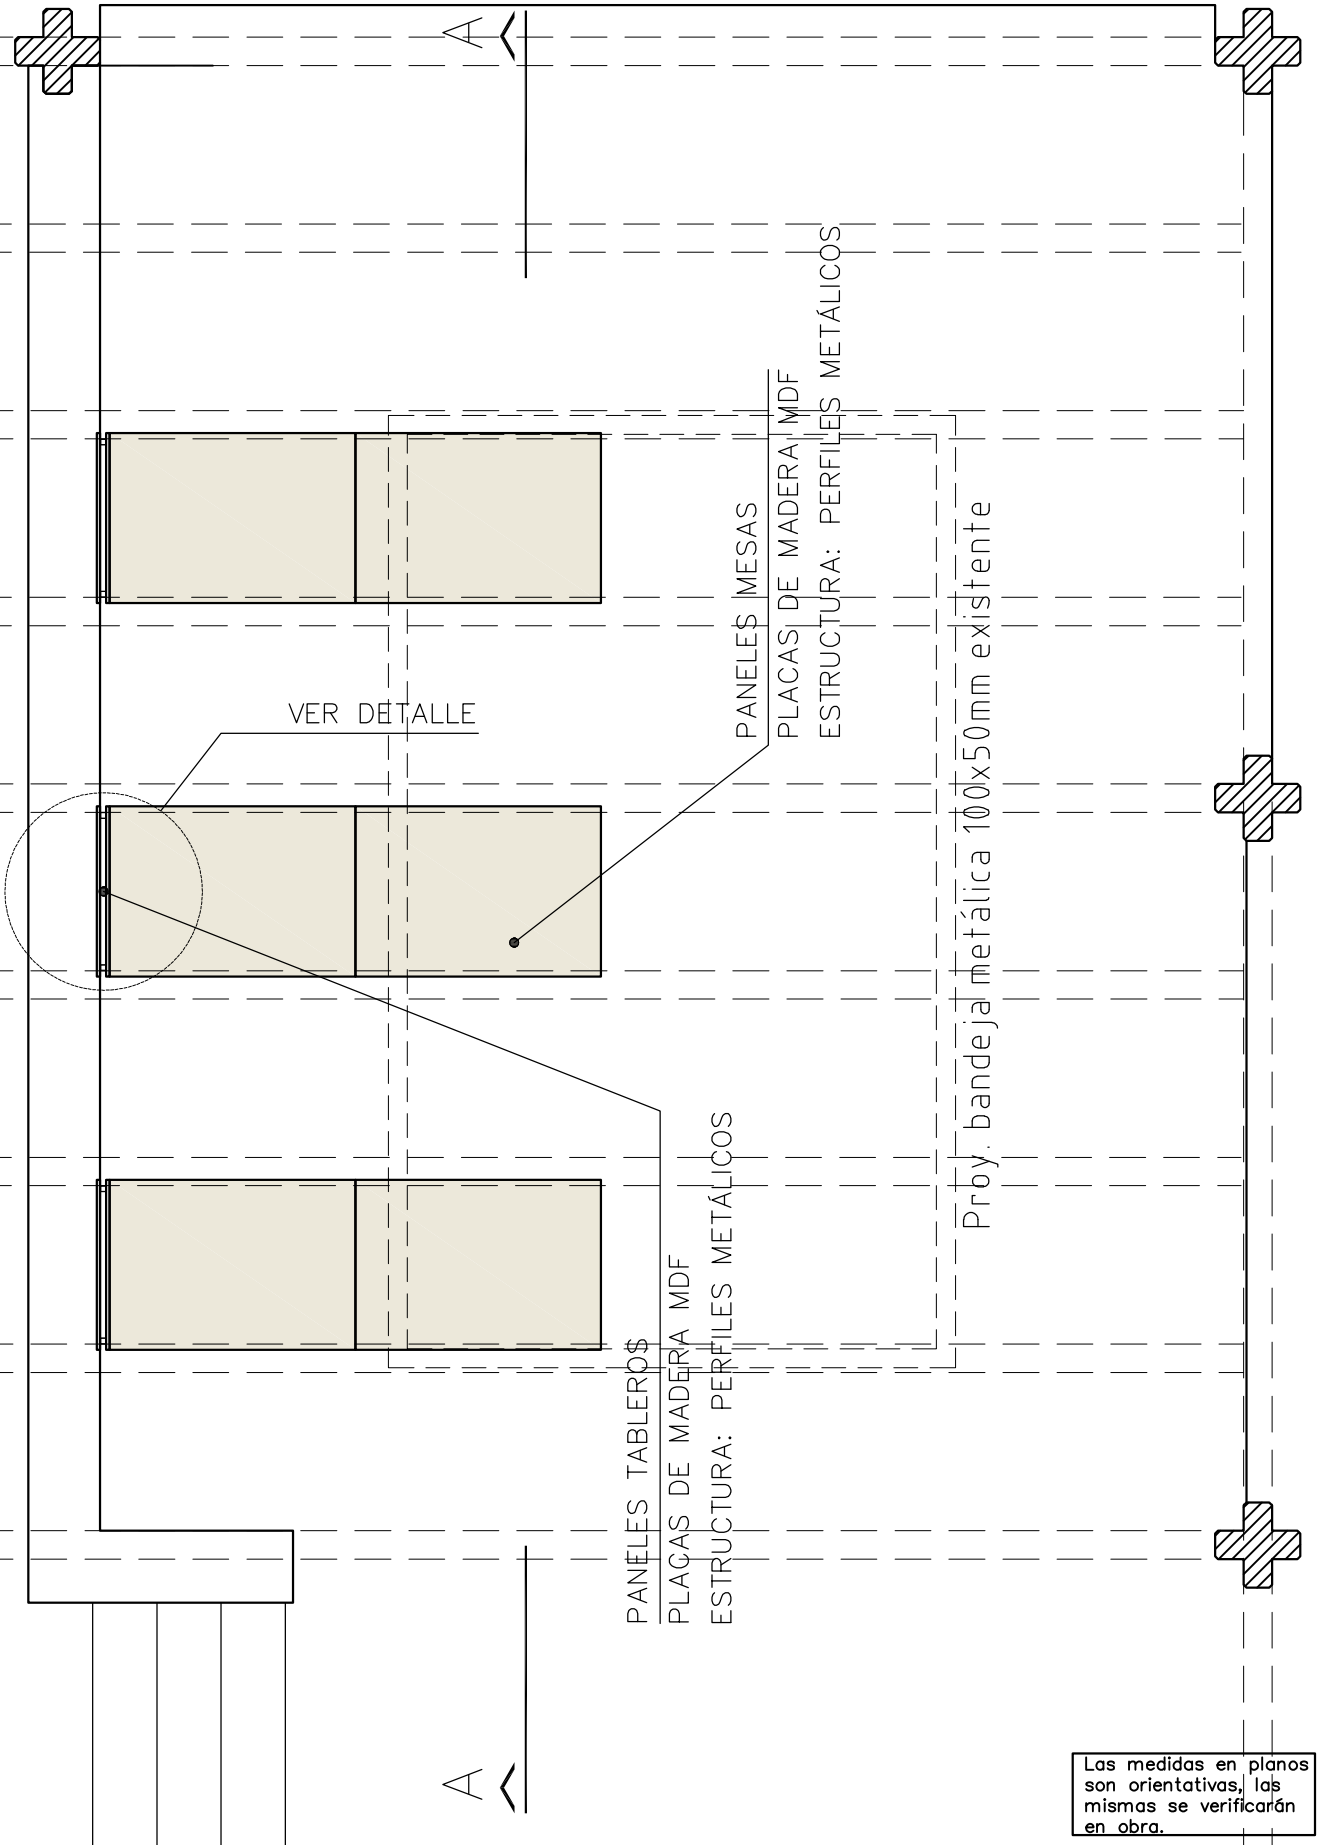 A
PANELES MESAS
PLACAS DE MADERA MDF
ESTRUCTURA: PERFILES METÁLICOS
VER DETALLE
Proy. bandeja metálica 100x50mm existente
PANELES TABLEROS
PLACAS DE MADERA MDF
ESTRUCTURA: PERFILES METÁLICOS
A
Las medidas en planos
son orientativas, las
mismas se verificarán
en obra.